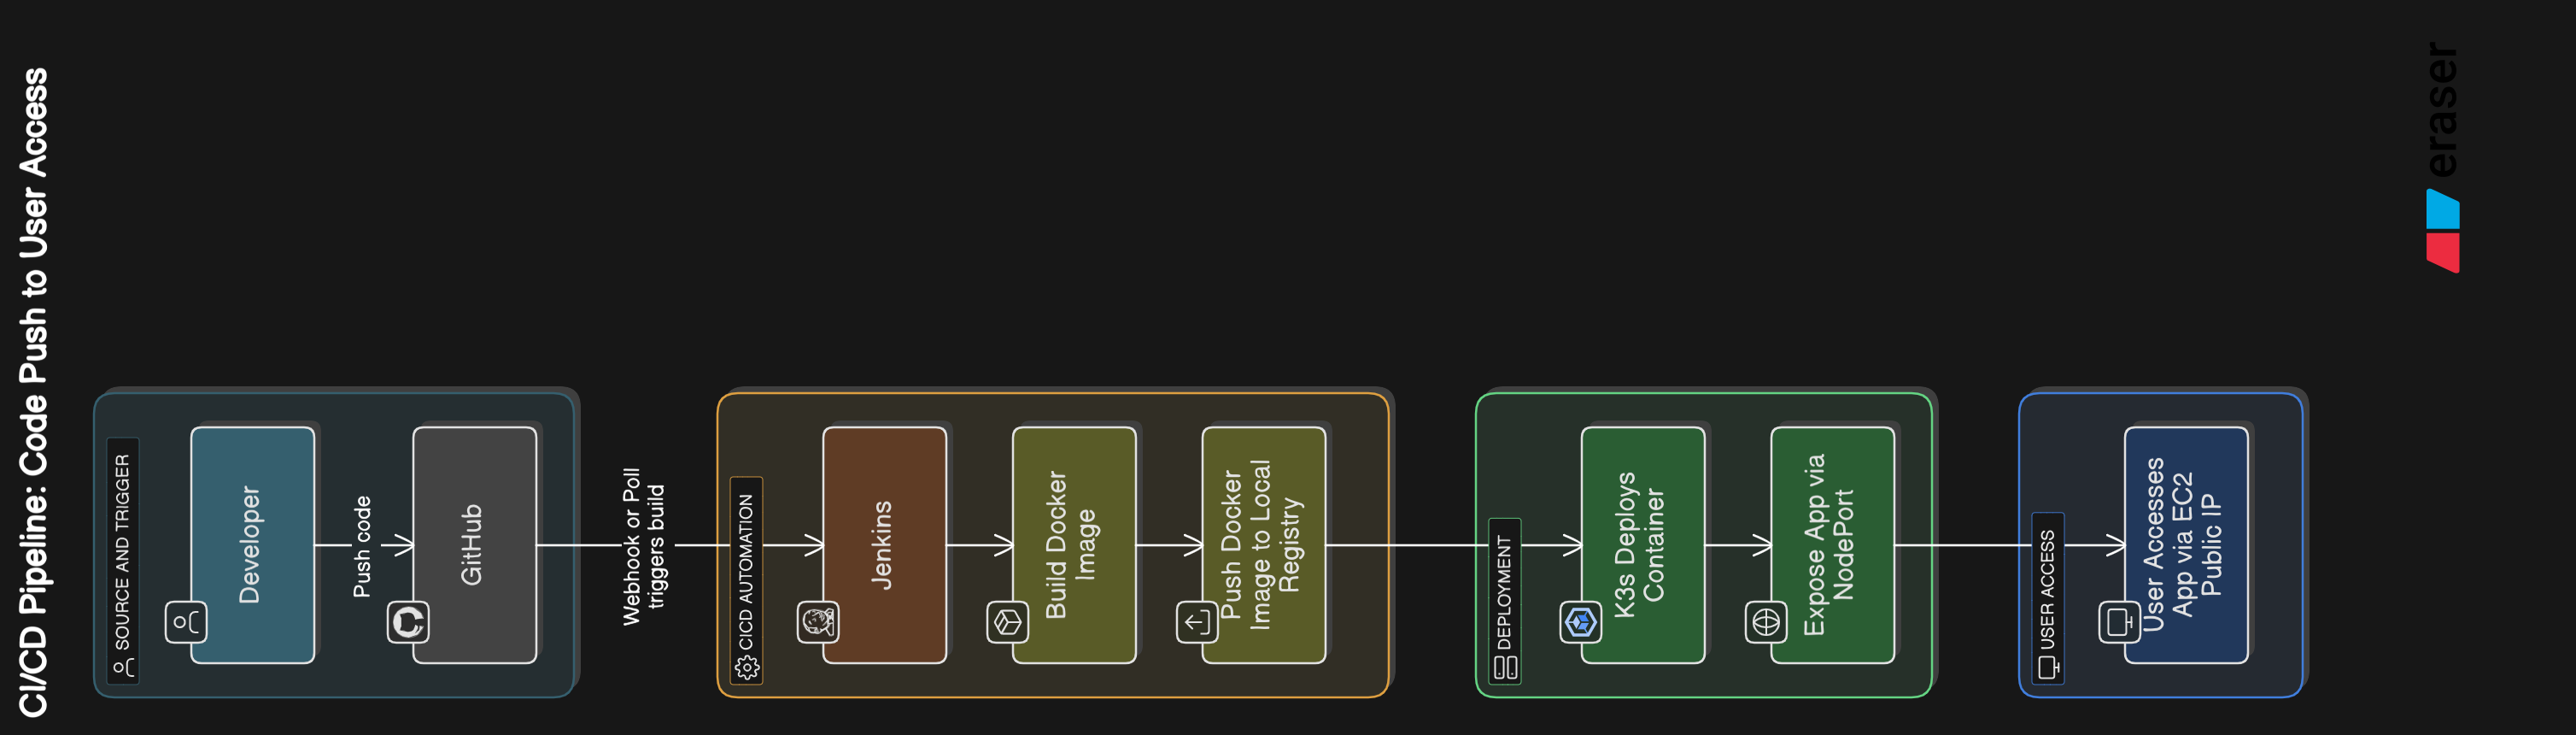 CI/CD Pipeline: Code Push to User Access
SOURCE AND TRIGGER
Developer
Push code
GitHub
Webhook or Poll
triggers build
CICD AUTOMATION
Jenkins
Build Docker
Image
Push Docker
Image to Local
Registry
DEPLOYMENT
K3s Deploys
Container
Expose App via
NodePort
USER ACCESS
User Accesses
App via EC2
Public IP
eraser